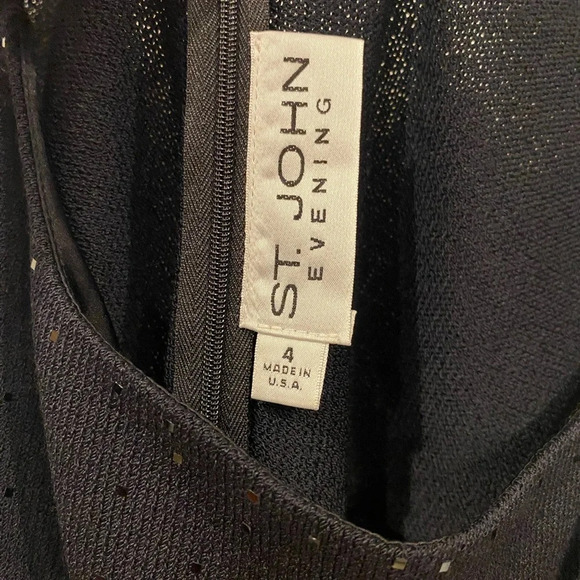 ST. JOHN
EVENING
4
MADE IN
U.S.A.